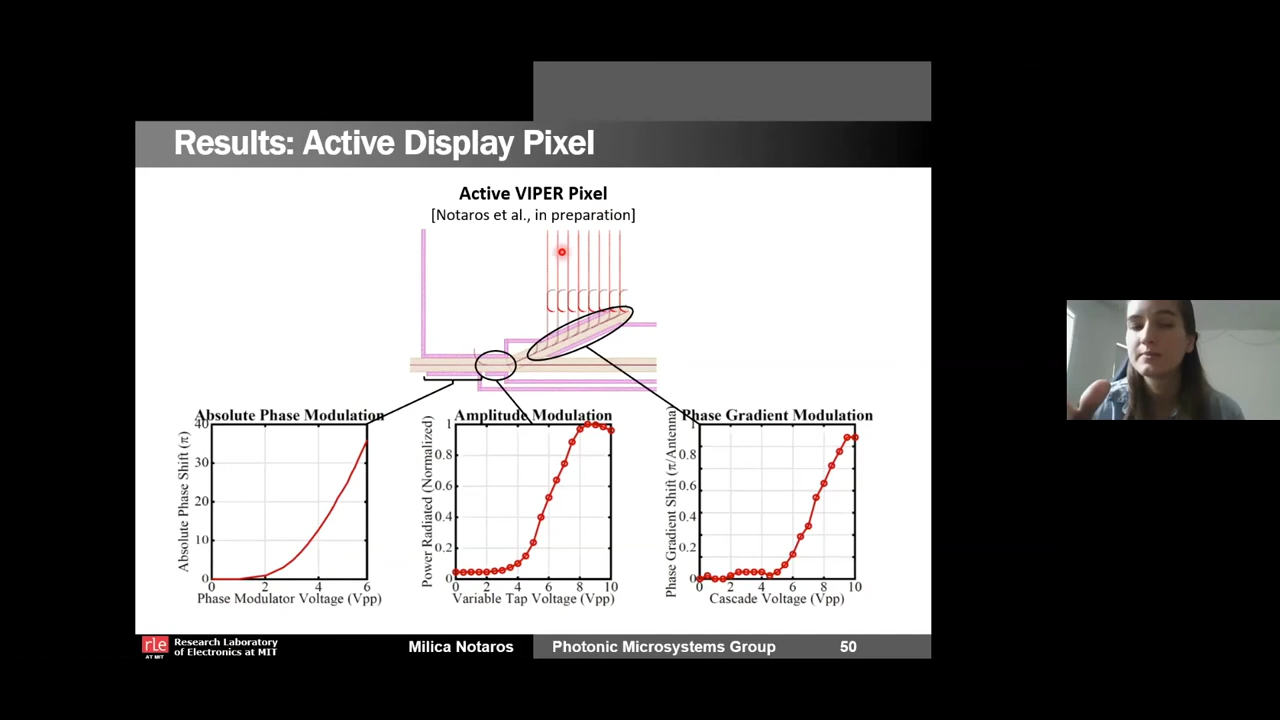 Results: Active Display Pixel
Active VIPER Pixel
[Notaros et al., in preparation]
Absolute Phase Modulation
40
30
20
10
0
0 2 4 6
Absolute Phase Shift (π)
Phase Modulator Voltage (Vpp)
Amplitude Modulation
1
0.8
0.6
0.4
0.2
0
0 2 4 6 8 10
Power Radiated (Normalized)
Variable Tap Voltage (Vpp)
Phase Gradient Modulation
1
0.8
0.6
0.4
0.2
0
0 2 4 6 8 10
Phase Gradient Shift (π/Antenna)
Cascade Voltage (Vpp)
rle
AT MIT
Research Laboratory
of Electronics at MIT
Milica Notaros
Photonic Microsystems Group
50